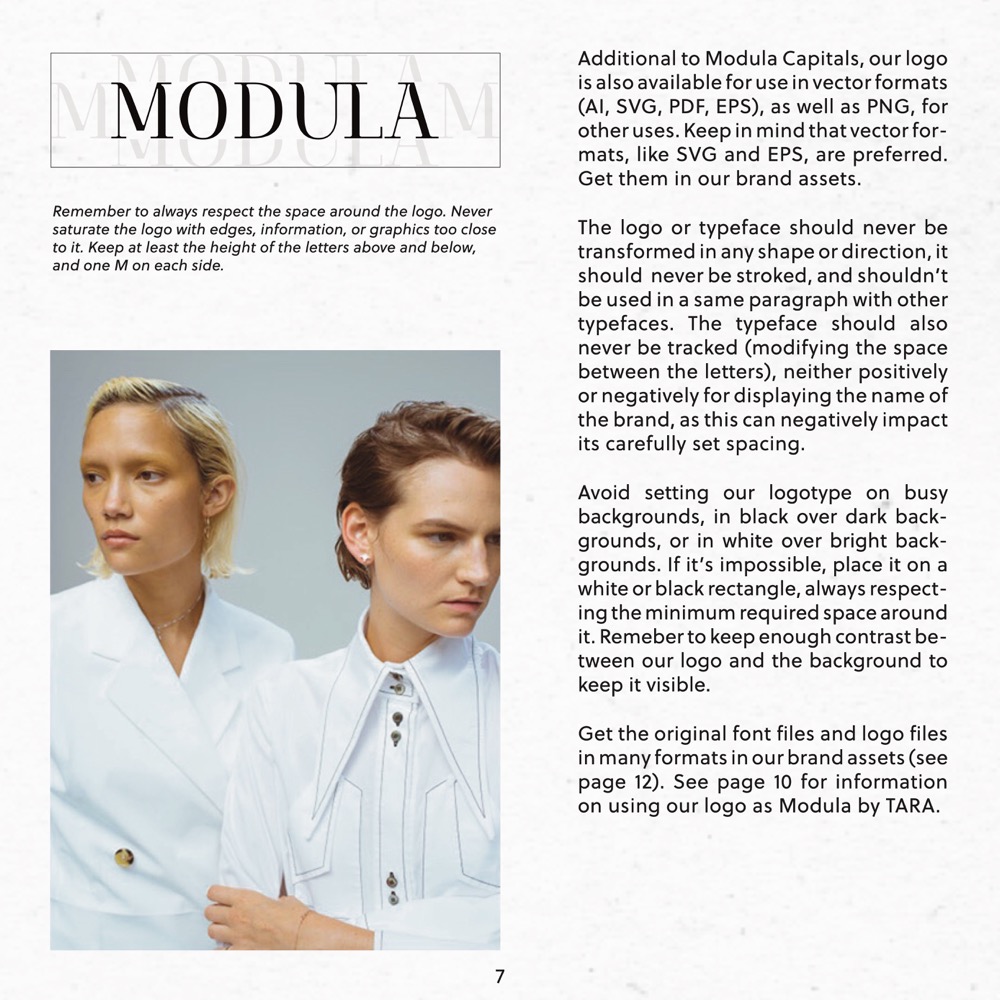 MODULA
Remember to always respect the space around the logo. Never
saturate the logo with edges, information, or graphics too close
to it. Keep at least the height of the letters above and below,
and one M on each side.
Additional to Modula Capitals, our logo
is also available for use in vector formats
(AI, SVG, PDF, EPS), as well as PNG, for
other uses. Keep in mind that vector for-
mats, like SVG and EPS, are preferred.
Get them in our brand assets.
The logo or typeface should never be
transformed in any shape or direction, it
should never be stroked, and shouldn't
be used in a same paragraph with other
typefaces. The typeface should also
never be tracked (modifying the space
between the letters), neither positively
or negatively for displaying the name of
the brand, as this can negatively impact
its carefully set spacing.
Avoid setting our logotype on busy
backgrounds, in black over dark back-
grounds, or in white over bright back-
grounds. If it's impossible, place it on a
white or black rectangle, always respect-
ing the minimum required space around
it. Remeber to keep enough contrast be-
tween our logo and the background to
keep it visible.
Get the original font files and logo files
in many formats in our brand assets (see
page 12). See page 10 for information
on using our logo as Modula by TARA.
7